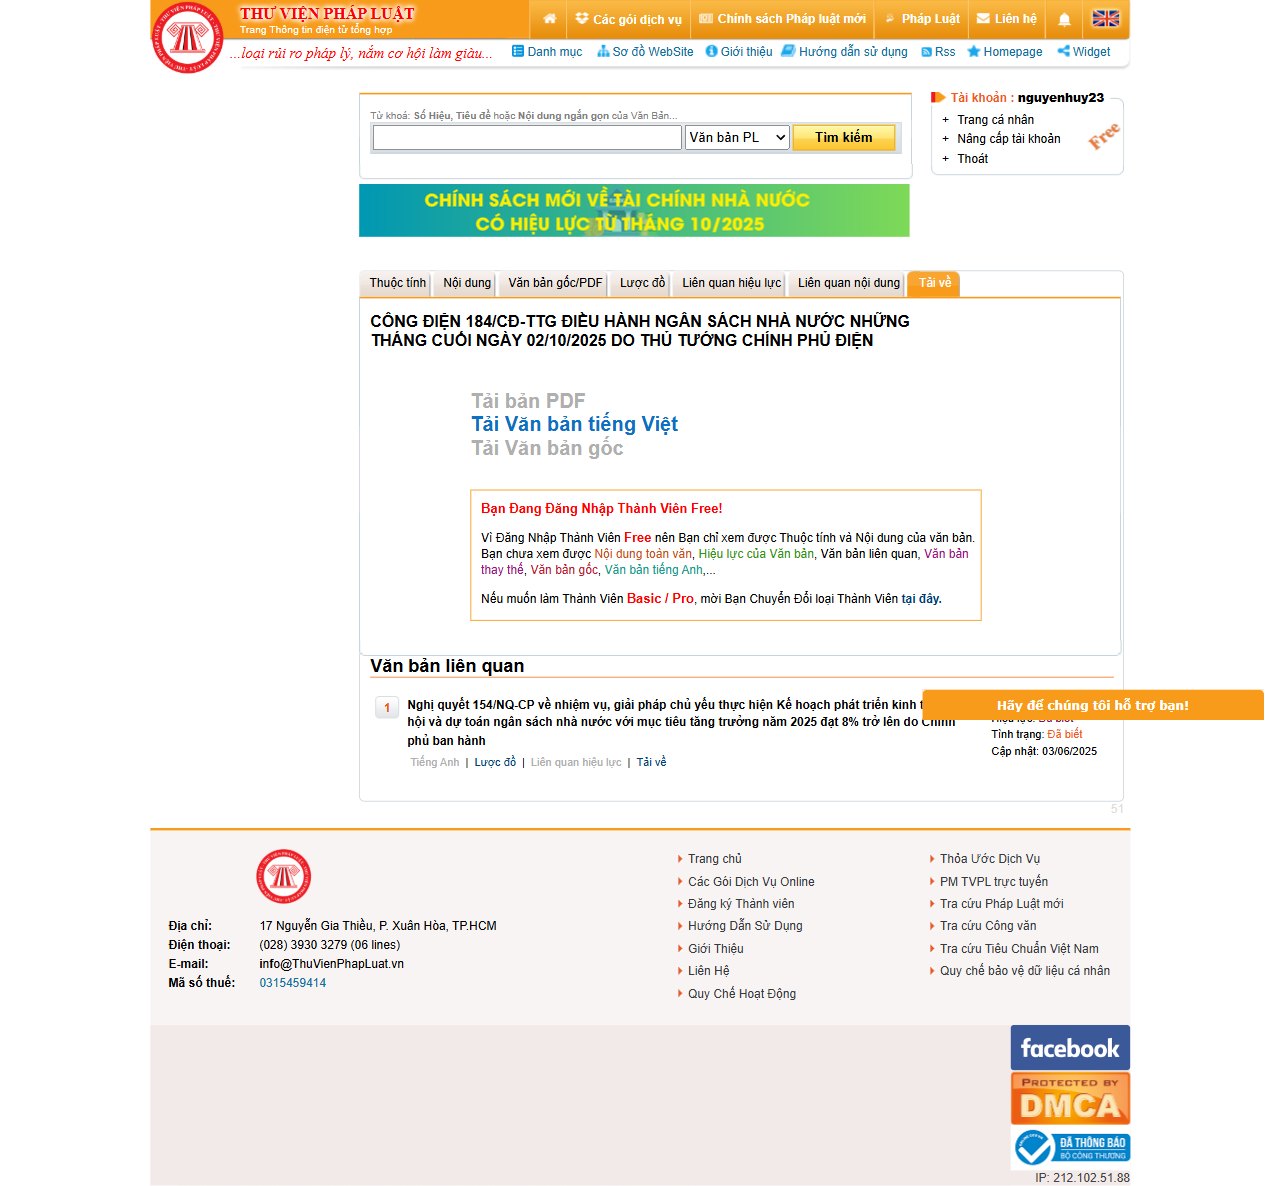 THƯ VIỆN PHÁP LUẬT
Trang Thông tin điện tử tổng hợp
Các gói dịch vụ
Chính sách Pháp luật mới
Pháp Luật
Liên hệ
...loại rủi ro pháp lý, nắm cơ hội làm giàu...
Danh mục
Sơ đồ WebSite
Giới thiệu
Hướng dẫn sử dụng
Rss
Homepage
Widget
Từ khoá: Số Hiệu, Tiêu đề hoặc Nội dung ngắn gọn của Văn Bản...
Văn bản PL
Tìm kiếm
Tài khoản : nguyenhuy23
+ Trang cá nhân
+ Nâng cấp tài khoản
+ Thoát
Free
CHÍNH SÁCH MỚI VỀ TÀI CHÍNH NHÀ NƯỚC
CÓ HIỆU LỰC TỪ THÁNG 10/2025
Thuộc tính
Nội dung
Văn bản gốc/PDF
Lược đồ
Liên quan hiệu lực
Liên quan nội dung
Tải về
CÔNG ĐIỆN 184/CĐ-TTG ĐIỀU HÀNH NGÂN SÁCH NHÀ NƯỚC NHỮNG
THÁNG CUỐI NGÀY 02/10/2025 DO THỦ TƯỚNG CHÍNH PHỦ ĐIỆN
Tải bản PDF
Tải Văn bản tiếng Việt
Tải Văn bản gốc
Bạn Đang Đăng Nhập Thành Viên Free!
Vì Đăng Nhập Thành Viên Free nên Bạn chỉ xem được Thuộc tính và Nội dung của văn bản.
Bạn chưa xem được Nội dung toàn văn, Hiệu lực của Văn bản, Văn bản liên quan, Văn bản
thay thế, Văn bản gốc, Văn bản tiếng Anh,...
Nếu muốn làm Thành Viên Basic / Pro, mời Bạn Chuyển Đổi loại Thành Viên tại đây.
Văn bản liên quan
1
Nghị quyết 154/NQ-CP về nhiệm vụ, giải pháp chủ yếu thực hiện Kế hoạch phát triển kinh
hội và dự toán ngân sách nhà nước với mục tiêu tăng trưởng năm 2025 đạt 8% trở lên do Chính
phủ ban hành
Tiếng Anh | Lược đồ | Liên quan hiệu lực | Tải về
Hãy để chúng tôi hỗ trợ bạn!
Hiệu lực: Đã biết
Tình trạng: Đã biết
Cập nhật: 03/06/2025
51
Địa chỉ: 17 Nguyễn Gia Thiều, P. Xuân Hòa, TP.HCM
Điện thoại: (028) 3930 3279 (06 lines)
E-mail: info@ThuVienPhapLuat.vn
Mã số thuế: 0315459414
Trang chủ
Các Gói Dịch Vụ Online
Đăng ký Thành viên
Hướng Dẫn Sử Dụng
Giới Thiệu
Liên Hệ
Quy Chế Hoạt Động
Thỏa Ước Dịch Vụ
PM TVPL trực tuyến
Tra cứu Pháp Luật mới
Tra cứu Công văn
Tra cứu Tiêu Chuẩn Việt Nam
Quy chế bảo vệ dữ liệu cá nhân
facebook
PROTECTED BY
DMCA
ĐÃ THÔNG BÁO
BỘ CÔNG THƯƠNG
IP: 212.102.51.88